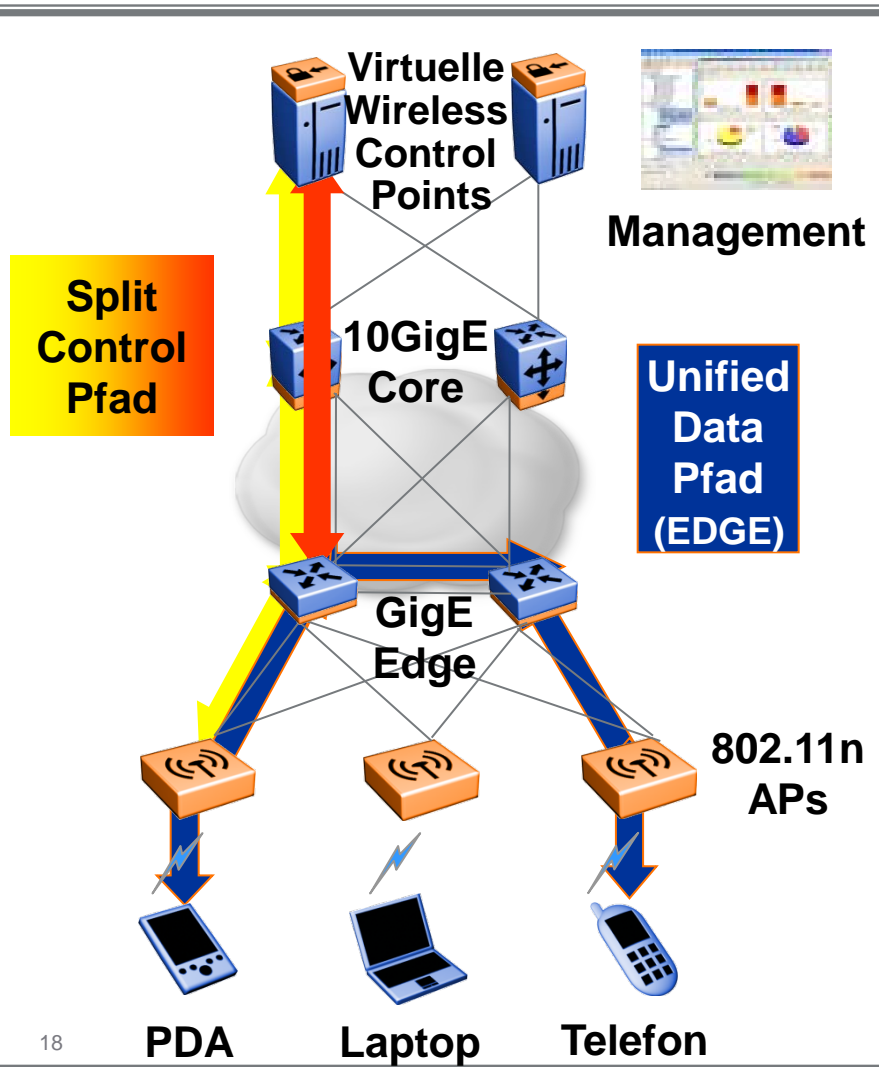 Virtuelle
Wireless
Control
Points
Management
Split
Control
Pfad
10GigE
Core
Unified
Data
Pfad
(EDGE)
GigE
Edge
802.11n
APs
PDA
Laptop
Telefon
18